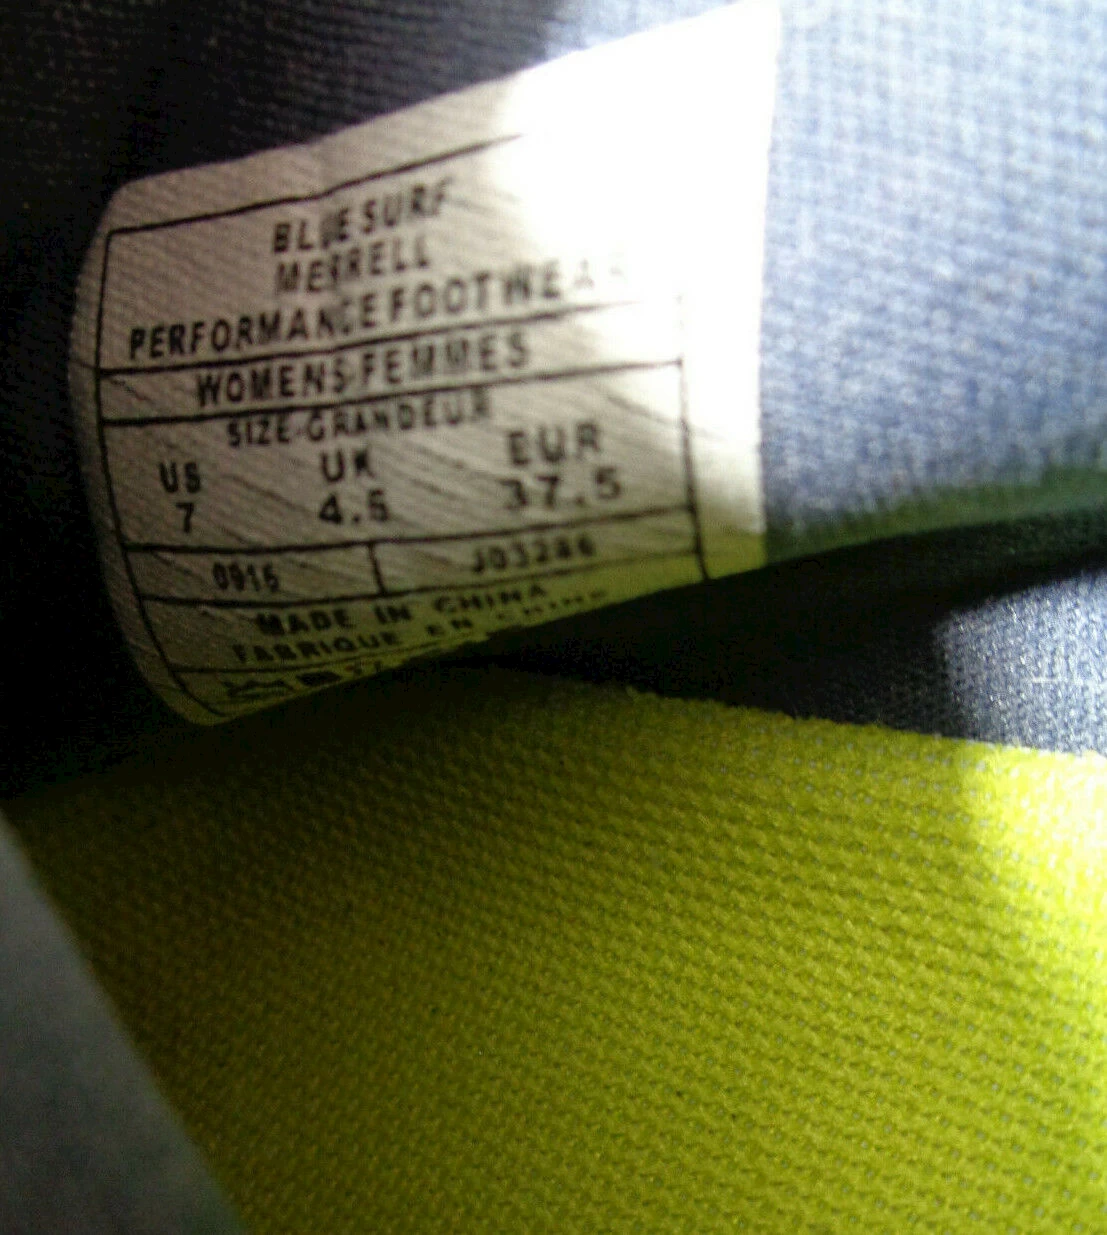 BLUE SURF
MERRELL
PERFORMANCE FOOTWEAR
WOMENS-FEMMES
SIZE-GRANDEUR
US UK EUR
7 4.5 37.5
0915 J03286
MADE IN CHINA
FABRIQUE EN CHINE